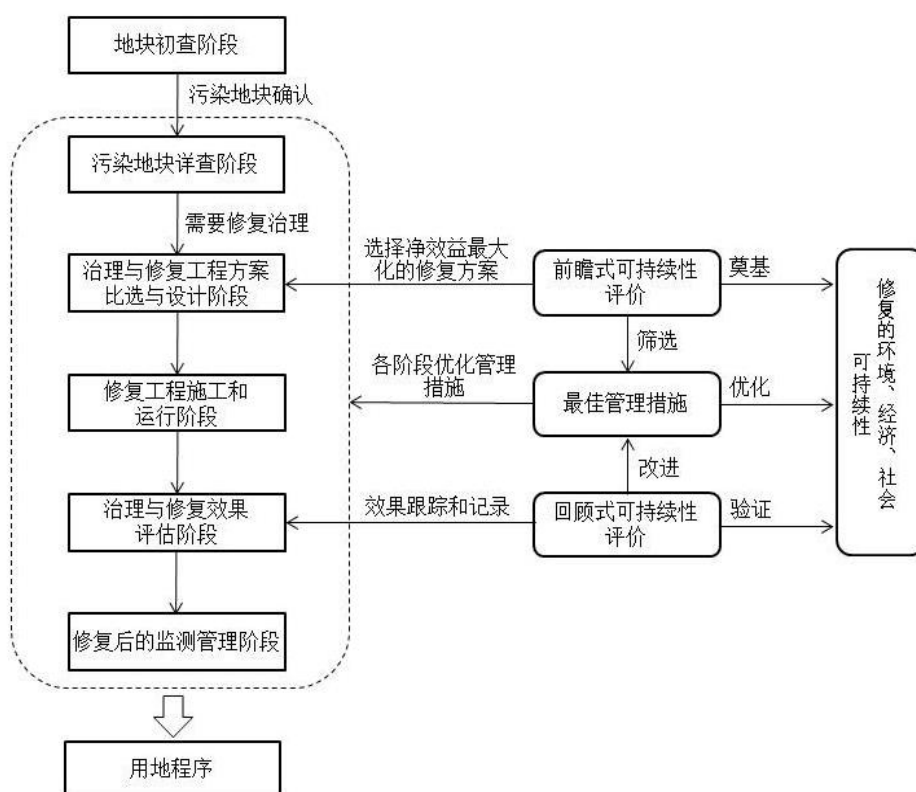 地块初查阶段
污染地块确认
污染地块详查阶段
需要修复治理
治理与修复工程方案
比选与设计阶段
修复工程施工和
运行阶段
治理与修复效果
评估阶段
修复后的监测管理阶段
用地程序
选择净效益最大
化的修复方案
各阶段优化管理
措施
效果跟踪和记录
前瞻式可持续性
评价
筛选
最佳管理措施
改进
回顾式可持续性
评价
奠基
优化
验证
修复的环境、经济、社会
可持续性